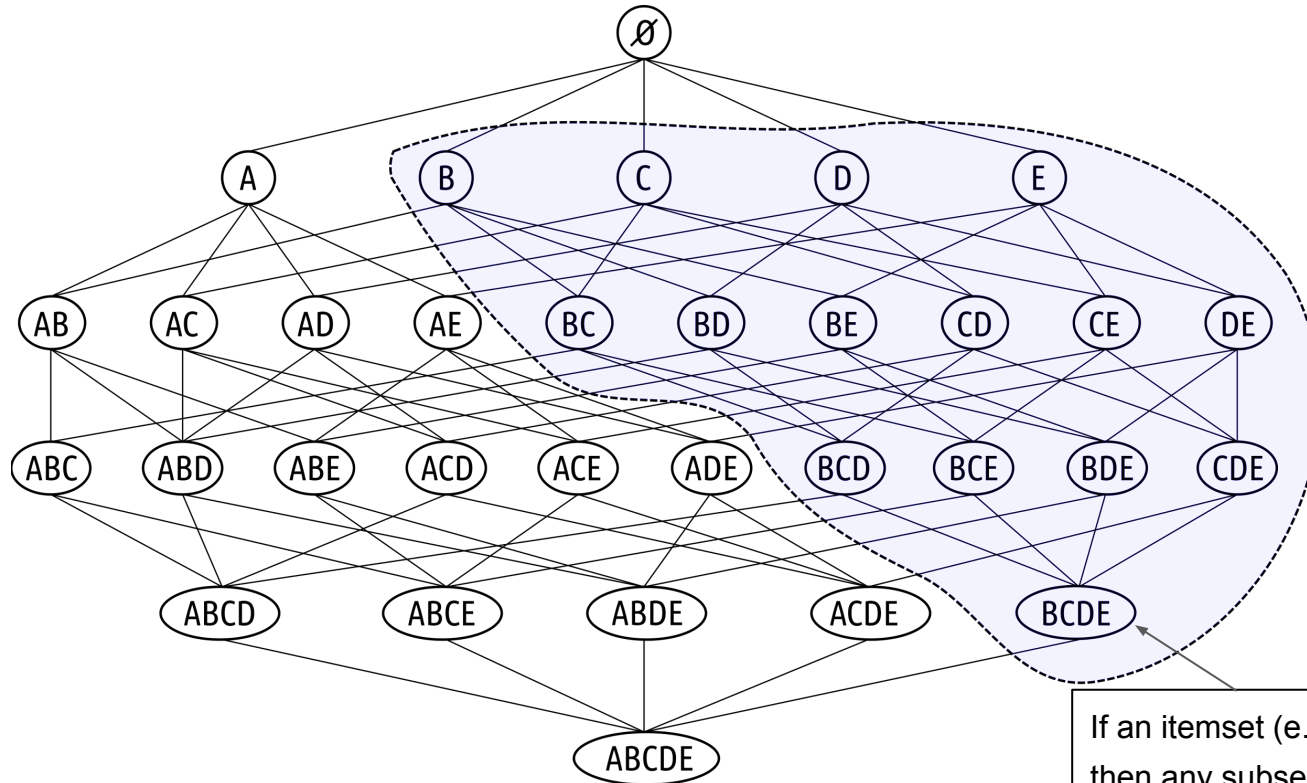 Ø
A B C D E
AB AC AD AE BC BD BE CD CE DE
ABC ABD ABE ACD ACE ADE BCD BCE BDE CDE
ABCD ABCE ABDE ACDE BCDE
ABCDE
If an itemset (e.
then any subse